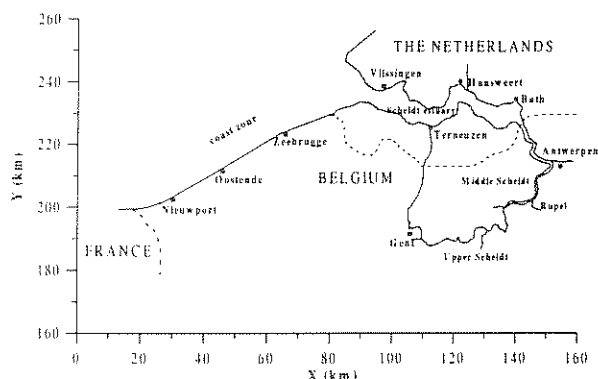 260
THE NETHERLANDS
Vlissingen
Hansweert
240
Bath
Scheldt estuary
coast zone
Terneuzen
Zeebrugge
220
Antwerpen
Y (km)
Oostende
BELGIUM
Middle Scheldt
200
Nieuwport
Rupel
Gent
FRANCE
Upper Scheldt
180
160
0 20 40 60 80 100 120 140 160
X (km)